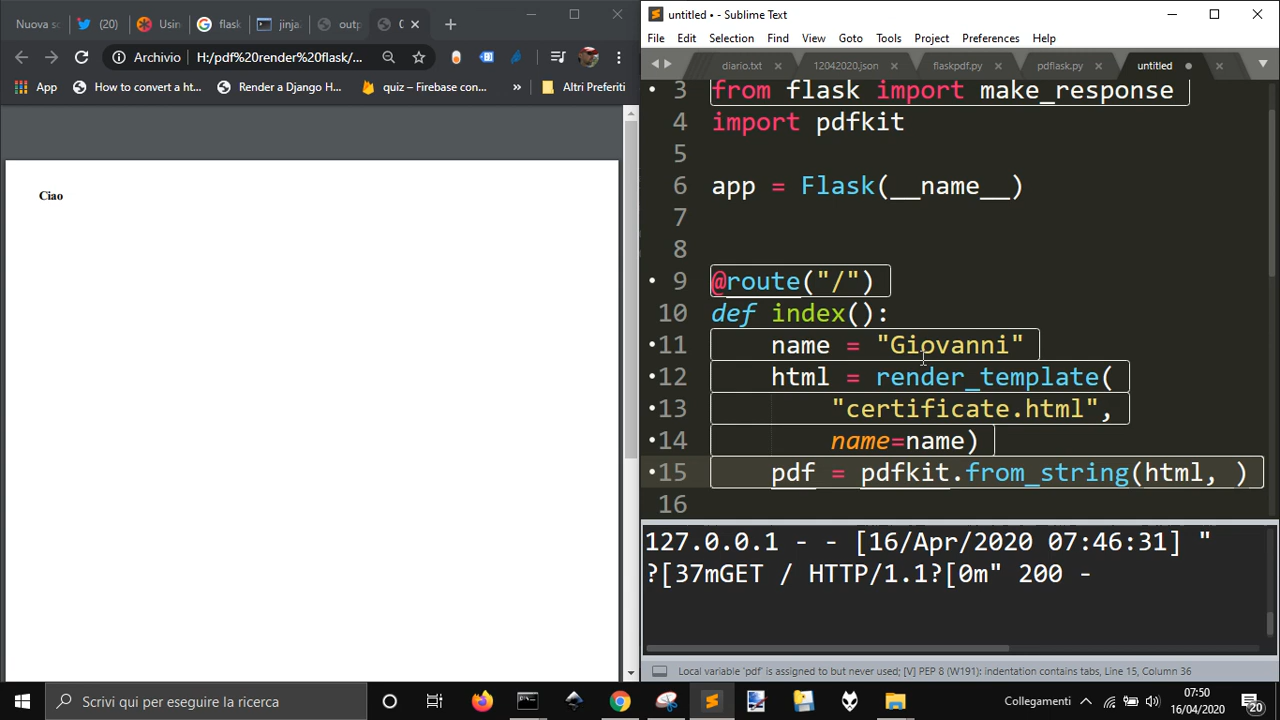 Nuova s
(20)
Usin
flask
jinja
outp
C
Archivio
H:/pdf%20render%20flask/...
App
How to convert a ht...
Render a Django H...
quiz – Firebase con...
»
Altri Preferiti
Ciao
untitled • - Sublime Text
File Edit Selection Find View Goto Tools Project Preferences Help
diario.txt
12042020.json
flaskpdf.py
pdflask.py
untitled
3 from flask import make_response
4 import pdfkit
5
6 app = Flask(__name__)
7
8
9 @route("/")
10 def index():
11 name = "Giovanni"
12 html = render_template(
13 "certificate.html",
14 name=name)
15 pdf = pdfkit.from_string(html, )
16
127.0.0.1 - - [16/Apr/2020 07:46:31] "
?[37mGET / HTTP/1.1?[0m" 200 -
Local variable 'pdf' is assigned to but never used; [V] PEP 8 (W191): indentation contains tabs, Line 15, Column 36
Scrivi qui per eseguire la ricerca
Collegamenti
07:50
16/04/2020
20